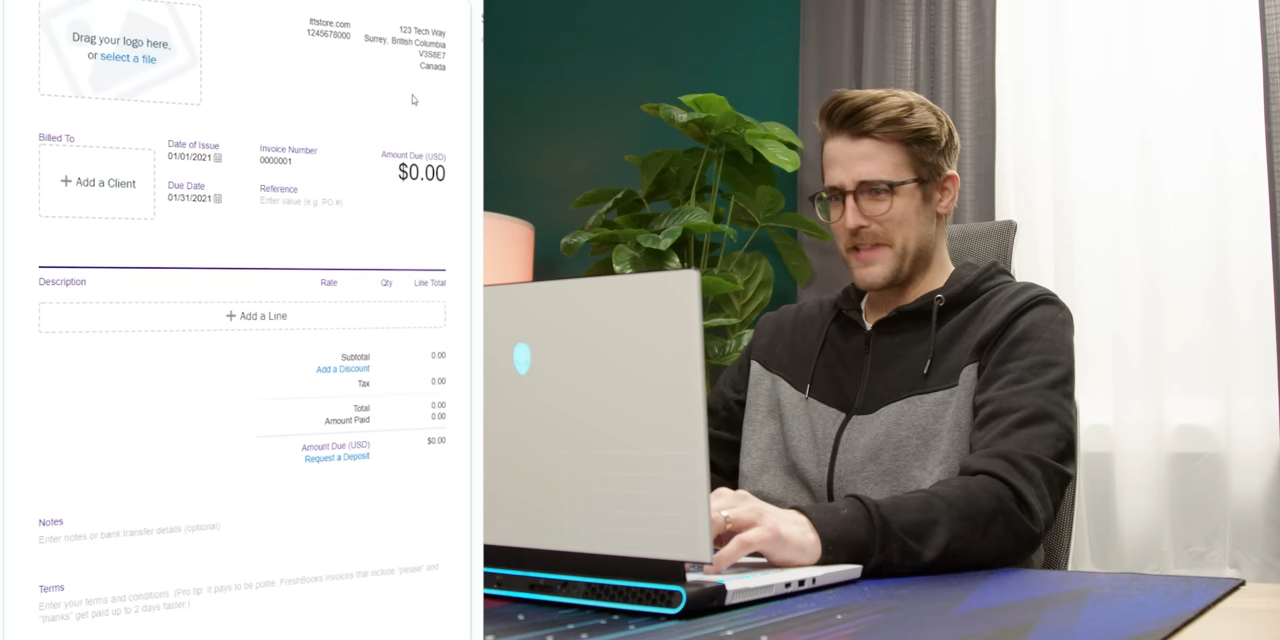 Drag your logo here,
or select a file
lttstore.com
1245678000
123 Tech Way
Surrey, British Columbia
V3S8E7
Canada
Billed To
+ Add a Client
Date of Issue
01/01/2021
Due Date
01/31/2021
Invoice Number
0000001
Reference
Enter value (e.g. PO #)
Amount Due (USD)
$0.00
Description Rate Qty Line Total
+ Add a Line
Subtotal 0.00
Add a Discount
Tax 0.00
Total 0.00
Amount Paid 0.00
Amount Due (USD) $0.00
Request a Deposit
Notes
Enter notes or bank transfer details (optional)
Terms
Enter your terms and conditions. (Pro tip: It pays to be polite. FreshBooks invoices that include "please" and
"thanks" get paid up to 2 days faster.)